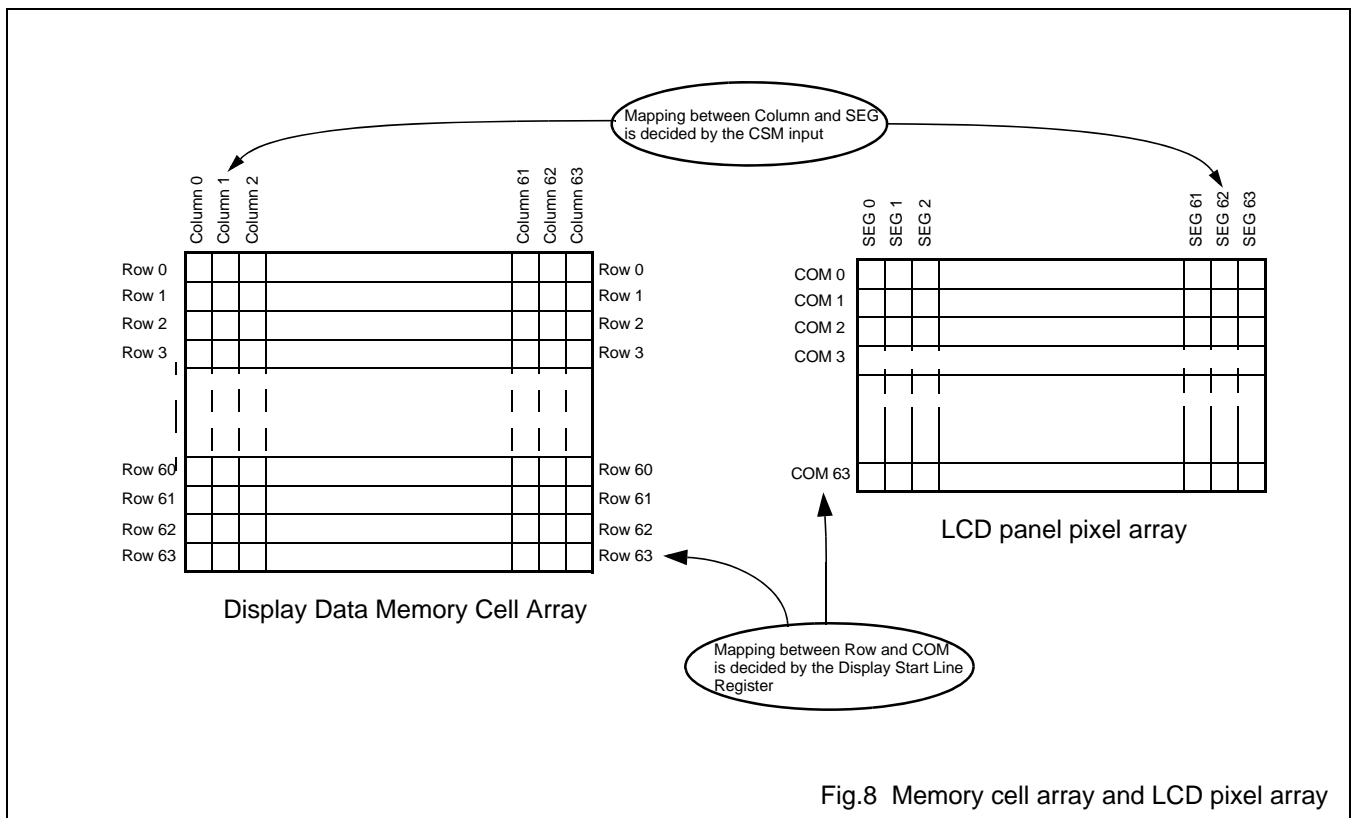 Mapping between Column and SEG
is decided by the CSM input
Column 0
Column 1
Column 2
Column 61
Column 62
Column 63
Row 0
Row 1
Row 2
Row 3
Row 60
Row 61
Row 62
Row 63
Row 0
Row 1
Row 2
Row 3
Row 60
Row 61
Row 62
Row 63
Display Data Memory Cell Array
SEG 0
SEG 1
SEG 2
SEG 61
SEG 62
SEG 63
COM 0
COM 1
COM 2
COM 3
COM 63
LCD panel pixel array
Mapping between Row and COM
is decided by the Display Start Line
Register
Fig.8 Memory cell array and LCD pixel array